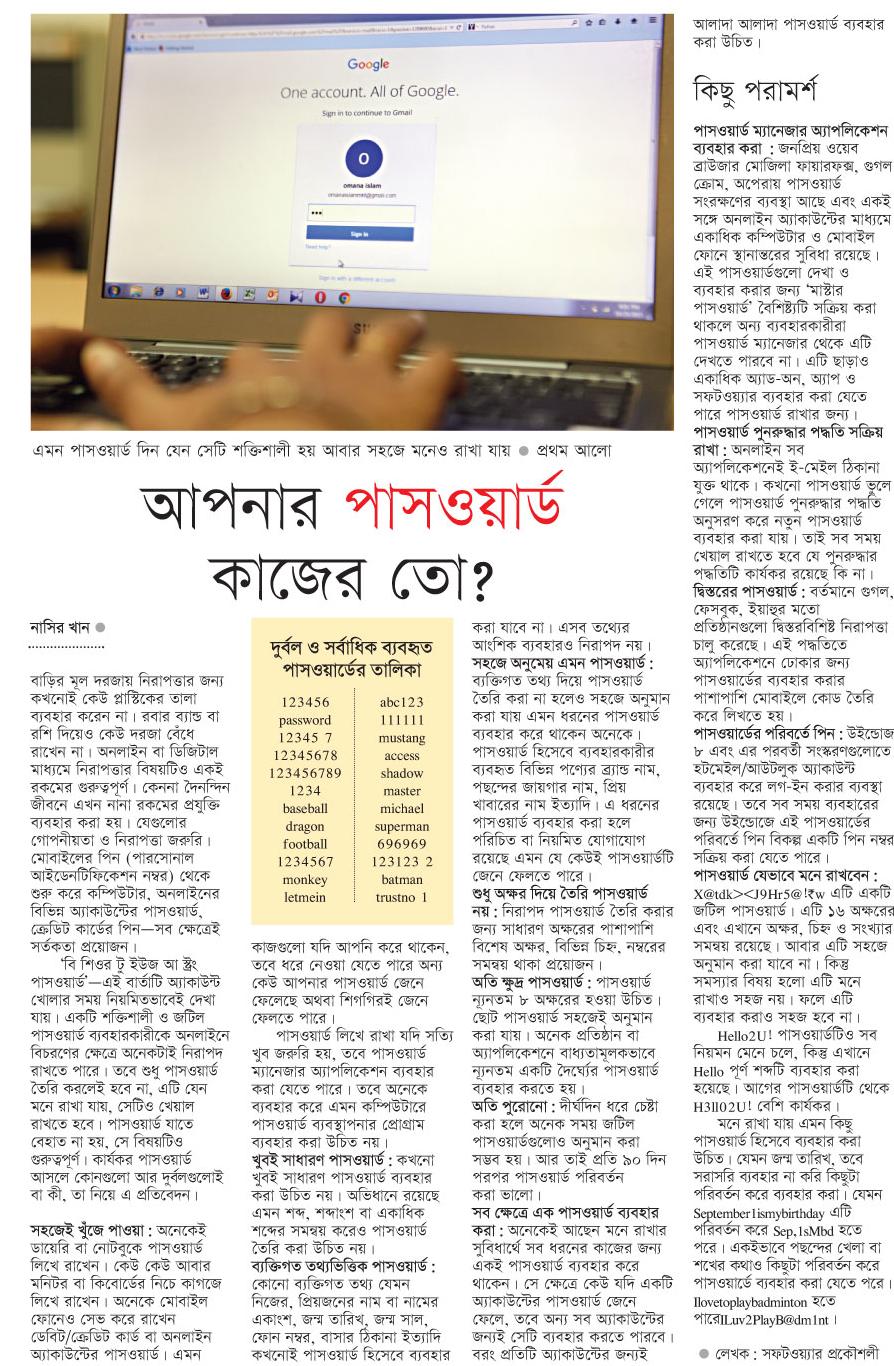 Google
One account. All of Google.
Sign in to continue to Gmail
O
omana islam
Sign in
Need help?
Sign in with a different account
এমন পাসওয়ার্ড দিন যেন সেটি শক্তিশালী হয় আবার সহজে মনেও রাখা যায় ● প্রথম আলো
আপনার পাসওয়ার্ড
কাজের তো?
নাসির খান ●
বাড়ির মূল দরজায় নিরাপত্তার জন্য
কখনোই কেউ প্লাস্টিকের তালা
ব্যবহার করেন না। রবার ব্যান্ড বা
রশি দিয়েও কেউ দরজা বেঁধে
রাখেন না। অনলাইন বা ডিজিটাল
মাধ্যমে নিরাপত্তার বিষয়টিও একই
রকমের গুরুত্বপূর্ণ। কেননা দৈনন্দিন
জীবনে এখন নানা রকমের প্রযুক্তি
ব্যবহার করা হয়। যেগুলোর
গোপনীয়তা ও নিরাপত্তা জরুরি।
মোবাইলের পিন (পারসোনাল
আইডেনটিফিকেশন নম্বর) থেকে
শুরু করে কম্পিউটার, অনলাইনের
বিভিন্ন অ্যাকাউন্টের পাসওয়ার্ড,
ক্রেডিট কার্ডের পিন—সব ক্ষেত্রেই
সর্তকতা প্রয়োজন।
‘বি শিওর টু ইউজ আ স্ট্রং
পাসওয়ার্ড’—এই বার্তাটি অ্যাকাউন্ট
খোলার সময় নিয়মিতভাবেই দেখা
যায়। একটি শক্তিশালী ও জটিল
পাসওয়ার্ড ব্যবহারকারীকে অনলাইনে
বিচরণের ক্ষেত্রে অনেকটাই নিরাপদ
রাখতে পারে। তবে শুধু পাসওয়ার্ড
তৈরি করলেই হবে না, এটি যেন
মনে রাখা যায়, সেটিও খেয়াল
রাখতে হবে। পাসওয়ার্ড যাতে
বেহাত না হয়, সে বিষয়টিও
গুরুত্বপূর্ণ। কার্যকর পাসওয়ার্ড
আসলে কোনগুলো আর দুর্বলগুলোই
বা কী, তা নিয়ে এ প্রতিবেদন।
সহজেই খুঁজে পাওয়া : অনেকেই
ডায়েরি বা নোটবুকে পাসওয়ার্ড
লিখে রাখেন। কেউ কেউ আবার
মনিটর বা কিবোর্ডের নিচে কাগজে
লিখে রাখেন। অনেকে মোবাইল
ফোনেও সেভ করে রাখেন
ডেবিট/ক্রেডিট কার্ড বা অনলাইন
অ্যাকাউন্টের পাসওয়ার্ড। এমন
দুর্বল ও সর্বাধিক ব্যবহৃত
পাসওয়ার্ডের তালিকা
123456 abc123
password 111111
12345 7 mustang
12345678 access
123456789 shadow
1234 master
baseball michael
dragon superman
football 696969
1234567 123123 2
monkey batman
letmein trustno 1
কাজগুলো যদি আপনি করে থাকেন,
তবে ধরে নেওয়া যেতে পারে অন্য
কেউ আপনার পাসওয়ার্ড জেনে
ফেলেছে অথবা শিগগিরই জেনে
ফেলতে পারে।
পাসওয়ার্ড লিখে রাখা যদি সত্যি
খুব জরুরি হয়, তবে পাসওয়ার্ড
ম্যানেজার অ্যাপলিকেশন ব্যবহার
করা যেতে পারে। তবে অনেকে
ব্যবহার করে এমন কম্পিউটারে
পাসওয়ার্ড ব্যবস্থাপনার প্রোগ্রাম
ব্যবহার করা উচিত নয়।
খুবই সাধারণ পাসওয়ার্ড : কখনো
খুবই সাধারণ পাসওয়ার্ড ব্যবহার
করা উচিত নয়। অভিধানে রয়েছে
এমন শব্দ, শব্দাংশ বা একাধিক
শব্দের সমন্বয় করেও পাসওয়ার্ড
তৈরি করা উচিত নয়।
ব্যক্তিগত তথ্যভিত্তিক পাসওয়ার্ড :
কোনো ব্যক্তিগত তথ্য যেমন
নিজের, প্রিয়জনের নাম বা নামের
একাংশ, জন্ম তারিখ, জন্ম সাল,
ফোন নম্বর, বাসার ঠিকানা ইত্যাদি
কখনোই পাসওয়ার্ড হিসেবে ব্যবহার
করা যাবে না। এসব তথ্যের
আংশিক ব্যবহারও নিরাপদ নয়।
সহজে অনুমেয় এমন পাসওয়ার্ড :
ব্যক্তিগত তথ্য দিয়ে পাসওয়ার্ড
তৈরি করা না হলেও সহজে অনুমান
করা যায় এমন ধরনের পাসওয়ার্ড
ব্যবহার করে থাকেন অনেকে।
পাসওয়ার্ড হিসেবে ব্যবহারকারীর
ব্যবহৃত বিভিন্ন পণ্যের ব্র্যান্ড নাম,
পছন্দের জায়গার নাম, প্রিয়
খাবারের নাম ইত্যাদি। এ ধরনের
পাসওয়ার্ড ব্যবহার করা হলে
পরিচিত বা নিয়মিত যোগাযোগ
রয়েছে এমন যে কেউই পাসওয়ার্ডটি
জেনে ফেলতে পারে।
শুধু অক্ষর দিয়ে তৈরি পাসওয়ার্ড
নয় : নিরাপদ পাসওয়ার্ড তৈরি করার
জন্য সাধারণ অক্ষরের পাশাপাশি
বিশেষ অক্ষর, বিভিন্ন চিহ্ন, নম্বরের
সমন্বয় থাকা প্রয়োজন।
অতি ক্ষুদ্র পাসওয়ার্ড : পাসওয়ার্ড
ন্যূনতম ৮ অক্ষরের হওয়া উচিত।
ছোট পাসওয়ার্ড সহজেই অনুমান
করা যায়। অনেক প্রতিষ্ঠান বা
অ্যাপিকেশনে বাধ্যতামূলকভাবে
ন্যূনতম একটি দৈর্ঘ্যের পাসওয়ার্ড
ব্যবহার করতে হয়।
অতি পুরোনো : দীর্ঘদিন ধরে চেষ্টা
করা হলে অনেক সময় জটিল
পাসওয়ার্ডগুলোও অনুমান করা
সম্ভব হয়। আর তাই প্রতি ৯০ দিন
পরপর পাসওয়ার্ড পরিবর্তন
করা ভালো।
সব ক্ষেত্রে এক পাসওয়ার্ড ব্যবহার
করা : অনেকেই আছেন মনে রাখার
সুবিধার্থে সব ধরনের কাজের জন্য
একই পাসওয়ার্ড ব্যবহার করে
থাকেন। সে ক্ষেত্রে কেউ যদি একটি
অ্যাকাউন্টের পাসওয়ার্ড জেনে
ফেলে, তবে অন্য সব অ্যাকাউন্টের
জন্যই সেটি ব্যবহার করতে পারবে।
বরং প্রতিটি অ্যাকাউন্টের জন্যই
আলাদা আলাদা পাসওয়ার্ড ব্যবহার
করা উচিত।
কিছু পরামর্শ
পাসওয়ার্ড ম্যানেজার অ্যাপলিকেশন
ব্যবহার করা : জনপ্রিয় ওয়েব
ব্রাউজার মোজিলা ফায়ারফক্স, গুগল
ক্রোম, অপেরায় পাসওয়ার্ড
সংরক্ষণের ব্যবস্থা আছে এবং একই
সঙ্গে অনলাইন অ্যাকাউন্টের মাধ্যমে
একাধিক কম্পিউটার ও মোবাইল
ফোনে স্থানান্তরের সুবিধা রয়েছে।
এই পাসওয়ার্ডগুলো দেখা ও
ব্যবহার করার জন্য ‘মাস্টার
পাসওয়ার্ড’ বৈশিষ্ট্যটি সক্রিয় করা
থাকলে অন্য ব্যবহারকারীরা
পাসওয়ার্ড ম্যানেজার থেকে এটি
দেখতে পারবে না। এটি ছাড়াও
একাধিক অ্যাড-অন, অ্যাপ ও
সফটওয়্যার ব্যবহার করা যেতে
পারে পাসওয়ার্ড রাখার জন্য।
পাসওয়ার্ড পুনরুদ্ধার পদ্ধতি সক্রিয়
রাখা : অনলাইন সব
অ্যাপলিকেশনেই ই-মেইল ঠিকানা
যুক্ত থাকে। কখনো পাসওয়ার্ড ভুলে
গেলে পাসওয়ার্ড পুনরুদ্ধার পদ্ধতি
অনুসরণ করে নতুন পাসওয়ার্ড
ব্যবহার করা যায়। তাই সব সময়
খেয়াল রাখতে হবে যে পুনরুদ্ধার
পদ্ধতিটি কার্যকর রয়েছে কি না।
দ্বিস্তরের পাসওয়ার্ড : বর্তমানে গুগল,
ফেসবুক, ইয়াহুর মতো
প্রতিষ্ঠানগুলো দ্বিস্তরবিশিষ্ট নিরাপত্তা
চালু করেছে। এই পদ্ধতিতে
অ্যাপিকেশনে ঢোকার জন্য
পাসওয়ার্ডের ব্যবহার করার
পাশাপাশি মোবাইলে কোড তৈরি
করে লিখতে হয়।
পাসওয়ার্ডের পরিবর্তে পিন : উইন্ডোজ
৮ এবং এর পরবর্তী সংস্করণগুলোতে
হটমেইল/আউটলুক অ্যাকাউন্ট
ব্যবহার করে লগ-ইন করার ব্যবস্থা
রয়েছে। তবে সব সময় ব্যবহারের
জন্য উইন্ডোজে এই পাসওয়ার্ডের
পরিবর্তে পিন বিকল্প একটি পিন নম্বর
সক্রিয় করা যেতে পারে।
পাসওয়ার্ড যেভাবে মনে রাখবেন :
X@tdk><J9Hr5@!₹w এটি একটি
জটিল পাসওয়ার্ড। এটি ১৬ অক্ষরের
এবং এখানে অক্ষর, চিহ্ন ও সংখ্যার
সমন্বয় রয়েছে। আবার এটি সহজে
অনুমান করা যাবে না। কিন্তু
সমস্যার বিষয় হলো এটি মনে
রাখাও সহজ নয়। ফলে এটি
ব্যবহার করাও সহজ হবে না।
Hello2U! পাসওয়ার্ডটিও সব
নিয়মন মেনে চলে, কিন্তু এখানে
Hello পূর্ণ শব্দটি ব্যবহার করা
হয়েছে। আগের পাসওয়ার্ডটি থেকে
H3ll02U! বেশি কার্যকর।
মনে রাখা যায় এমন কিছু
পাসওয়ার্ড হিসেবে ব্যবহার করা
উচিত। যেমন জন্ম তারিখ, তবে
সরাসরি ব্যবহার না করি কিছুটা
পরিবর্তন করে ব্যবহার করা। যেমন
September1ismybirthday এটি
পরিবর্তন করে Sep,1sMbd হতে
পরে। একইভাবে পছন্দের খেলা বা
শখের কথাও কিছুটা পরিবর্তন করে
পাসওয়ার্ডে ব্যবহার করা যেতে পারে।
Ilovetoplaybadminton হতে
পারেILuv2PlayB@dm1nt ।
● লেখক : সফটওয়্যার প্রকৌশলী